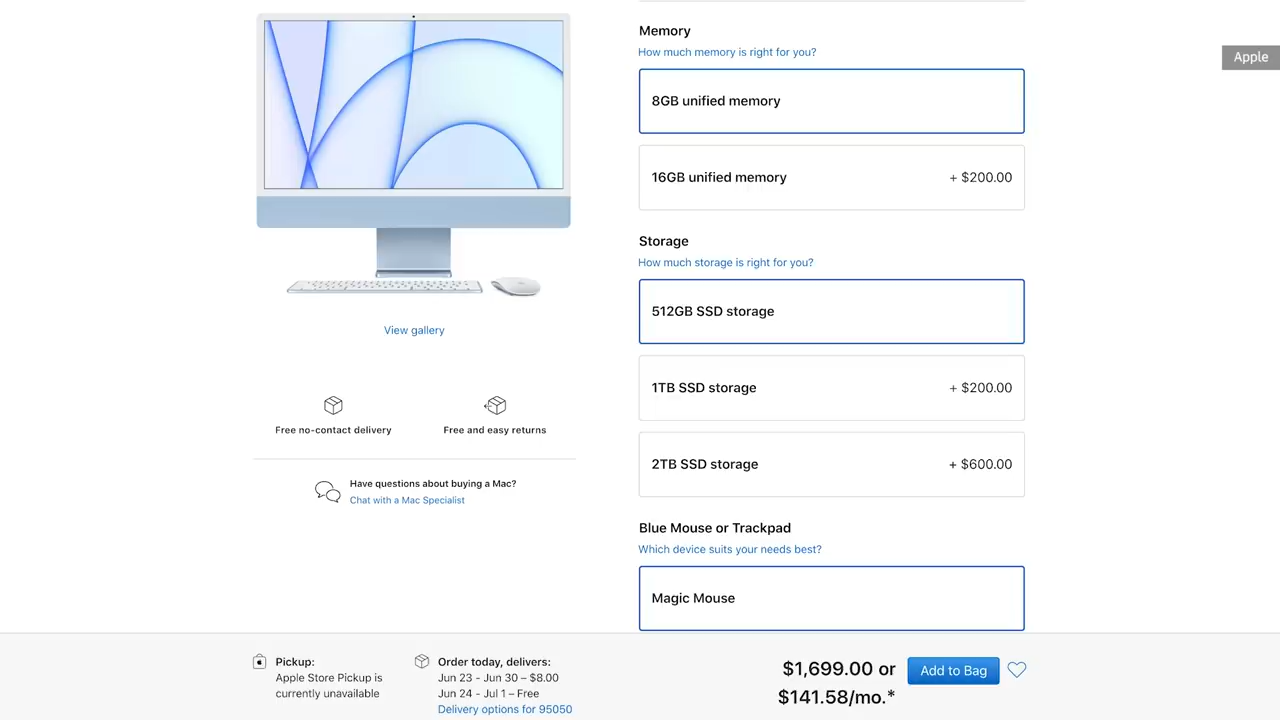 Apple
View gallery
Free no-contact delivery
Free and easy returns
Have questions about buying a Mac?
Chat with a Mac Specialist
Memory
How much memory is right for you?
8GB unified memory
16GB unified memory + $200.00
Storage
How much storage is right for you?
512GB SSD storage
1TB SSD storage + $200.00
2TB SSD storage + $600.00
Blue Mouse or Trackpad
Which device suits your needs best?
Magic Mouse
Pickup:
Apple Store Pickup is
currently unavailable
Order today, delivers:
Jun 23 - Jun 30 – $8.00
Jun 24 - Jul 1 – Free
Delivery options for 95050
$1,699.00 or
$141.58/mo.*
Add to Bag